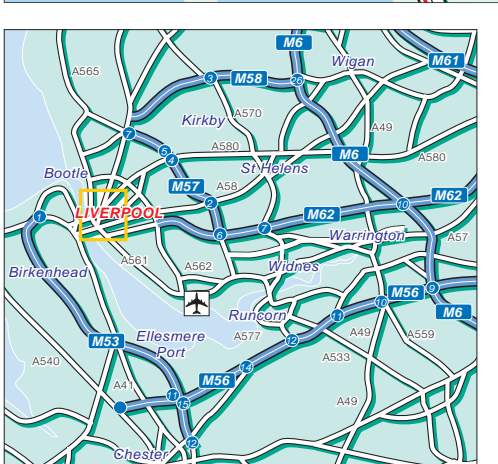 M6
Wigan
M61
A565
3
M58
26
A570
Kirkby
A49
7
5
4
A580
M6
A580
St Helens
Bootle
M57
A58
2
M62
10
1
LIVERPOOL
M62
6
7
Warrington
A57
A561
A562
Widnes
Birkenhead
M56
9
10
M6
Runcorn
11
A577
A49
A559
M53
Ellesmere
Port
12
A533
A540
14
M56
A41
11
15
A49
12
Chester